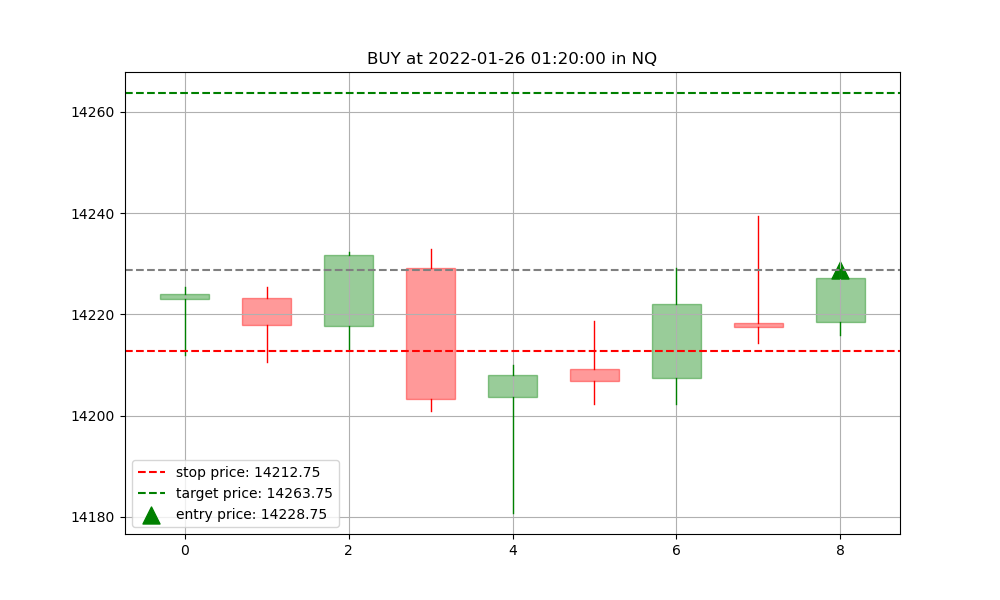 BUY at 2022-01-26 01:20:00 in NQ
14260
14240
14220
14200
14180
stop price: 14212.75
target price: 14263.75
entry price: 14228.75
0 2 4 6 8